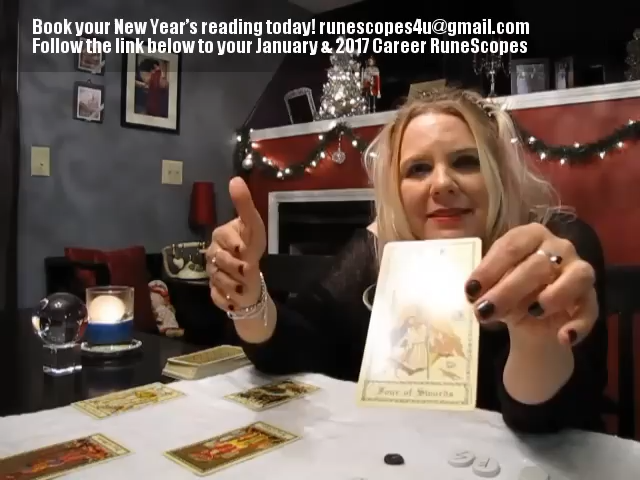 Book your New Year's reading today! runescopes4u@gmail.com
Follow the link below to your January & 2017 Career RuneScopes
Four of Swords